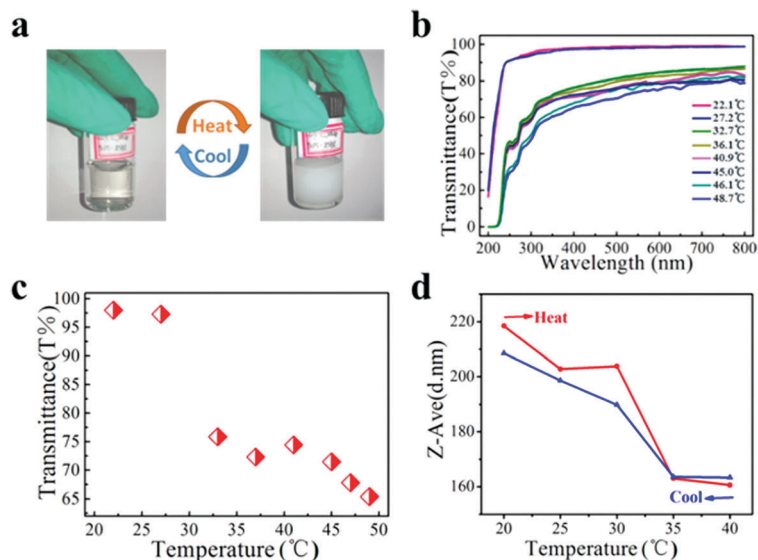 a
Heat
Cool
b
Transmittance(T%)
100
80
60
40
20
0
22.1℃
27.2℃
32.7℃
36.1℃
40.9℃
45.0℃
46.1℃
48.7℃
200 300 400 500 600 700 800
Wavelength (nm)
c
Transmittance(T%)
100
95
90
85
80
75
70
65
20 25 30 35 40 45 50
Temperature (℃)
d
Z-Ave(d.nm)
220
200
180
160
Heat
Cool
20 25 30 35 40
Temperature(℃)